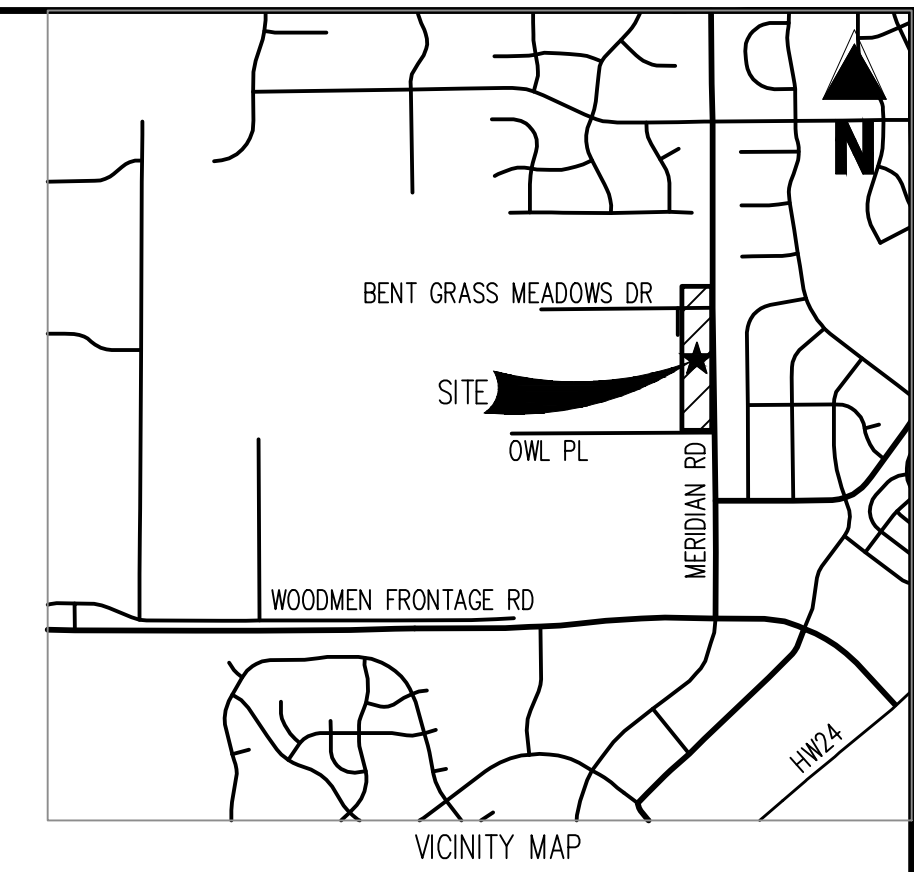 N
BENT GRASS MEADOWS DR
SITE
OWL PL
MERIDIAN RD
WOODMEN FRONTAGE RD
HW24
VICINITY MAP